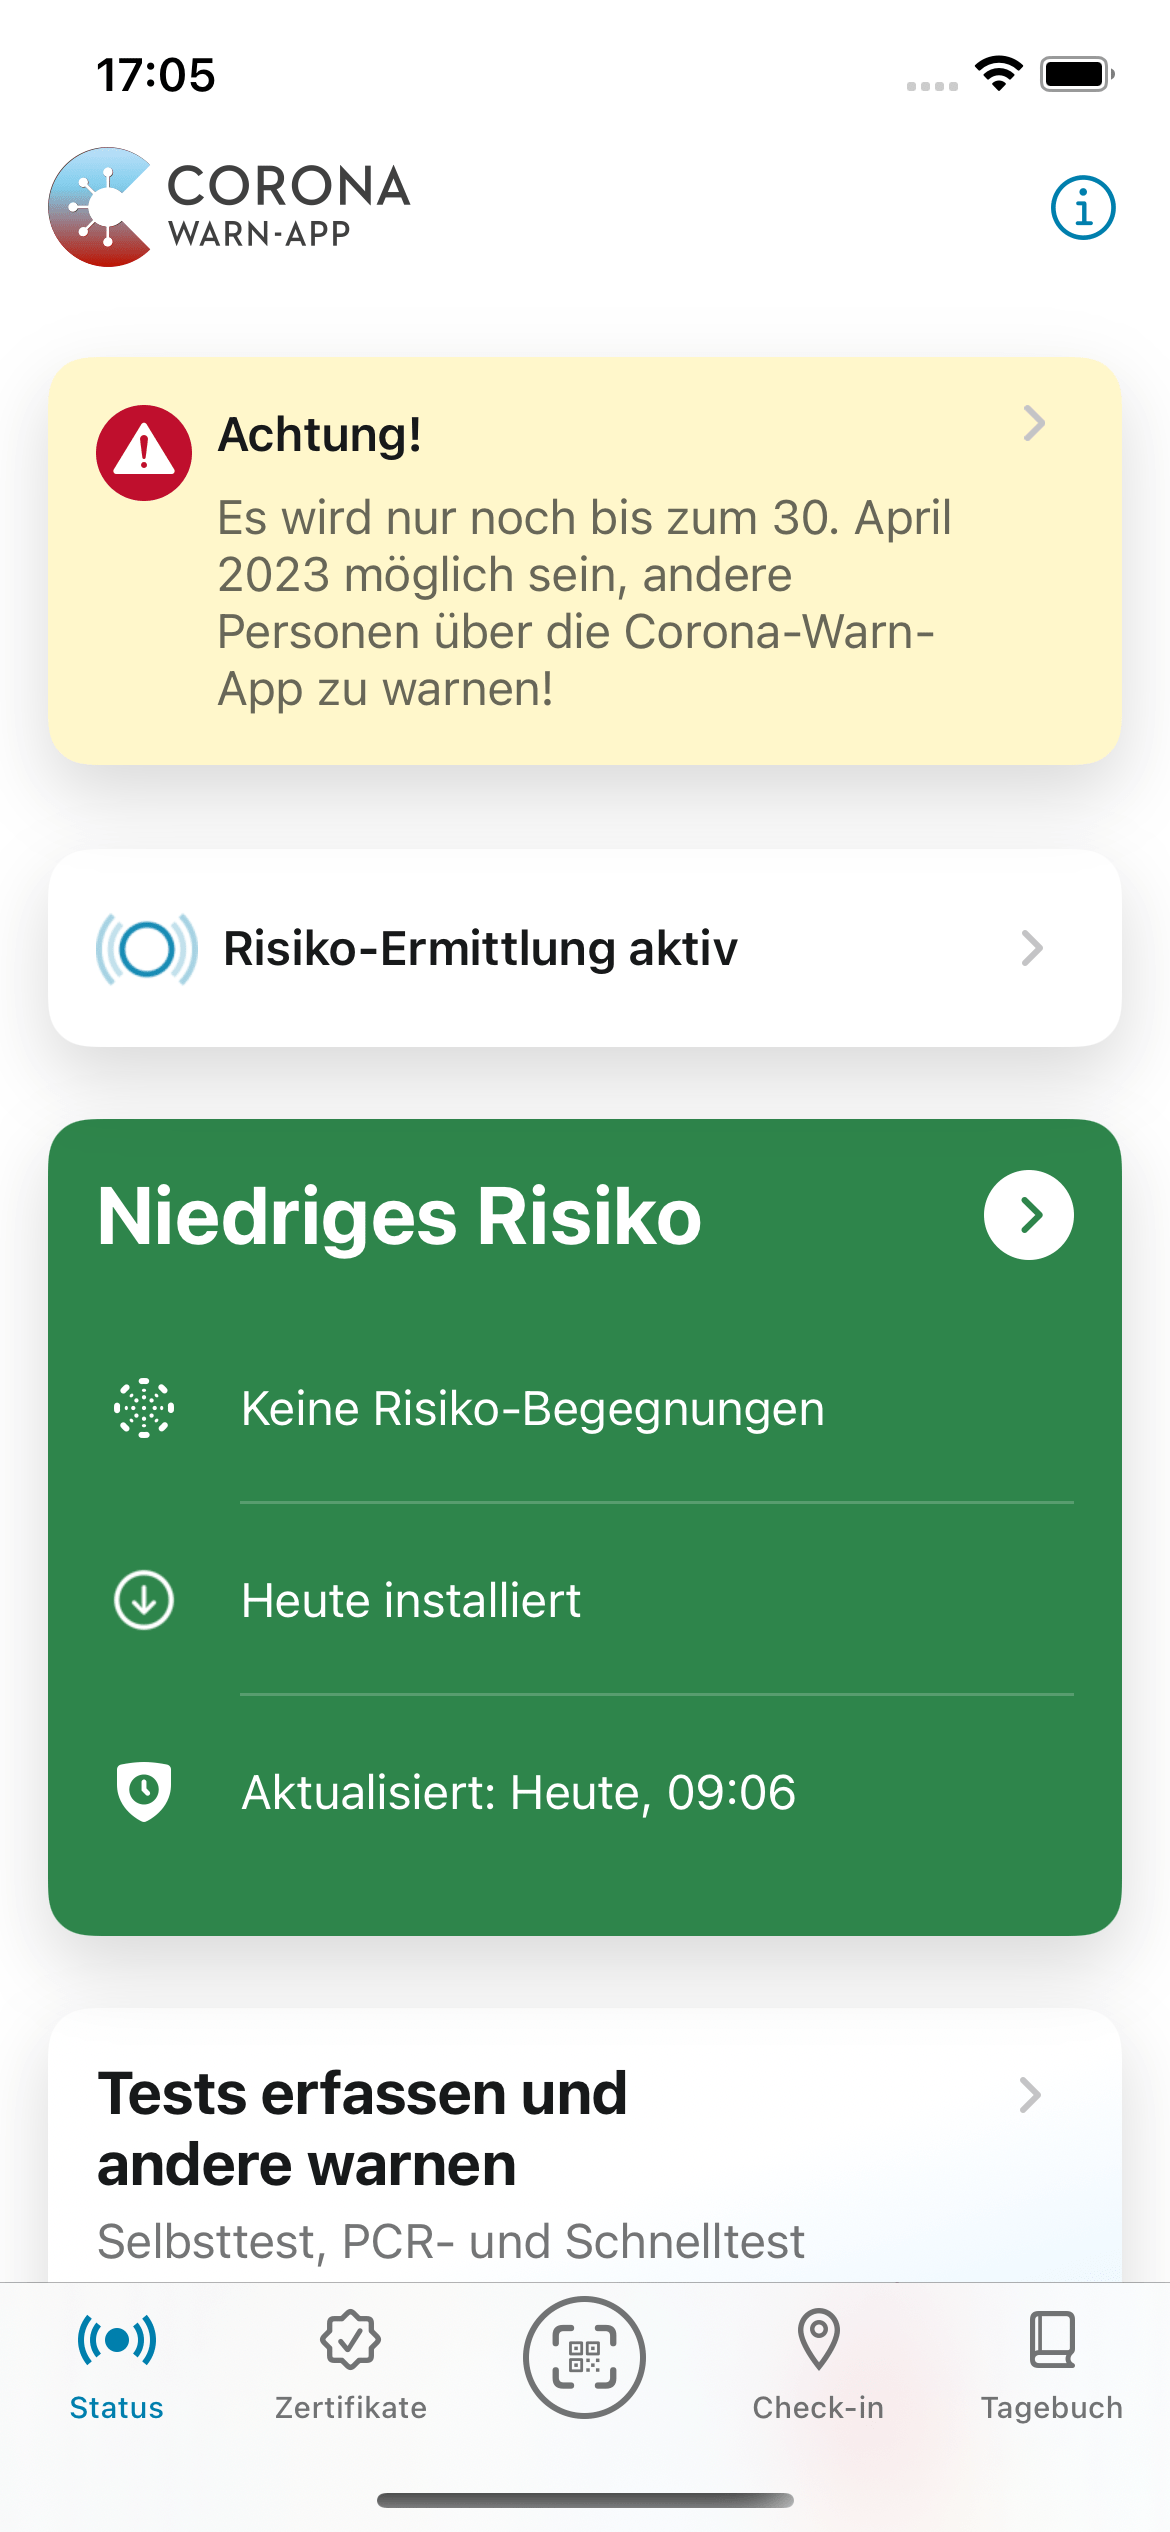 17:05
CORONA
WARN-APP
Achtung!
Es wird nur noch bis zum 30. April
2023 möglich sein, andere
Personen über die Corona-Warn-
App zu warnen!
Risiko-Ermittlung aktiv
Niedriges Risiko
Keine Risiko-Begegnungen
Heute installiert
Aktualisiert: Heute, 09:06
Tests erfassen und
andere warnen
Selbsttest, PCR- und Schnelltest
Status
Zertifikate
Check-in
Tagebuch